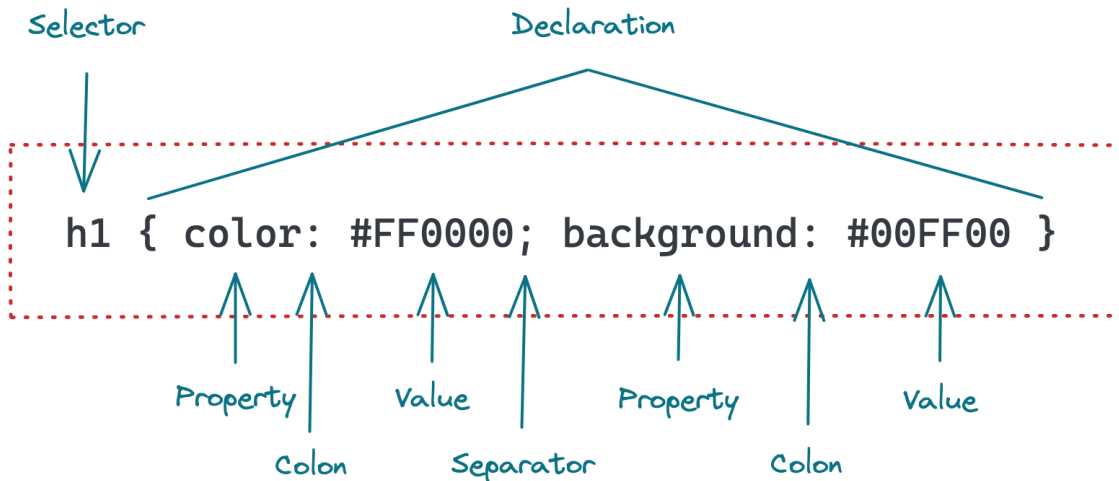 Selector Declaration
h1 { color: #FF0000; background: #00FF00 }
Property Value Property Value
Colon Separator Colon